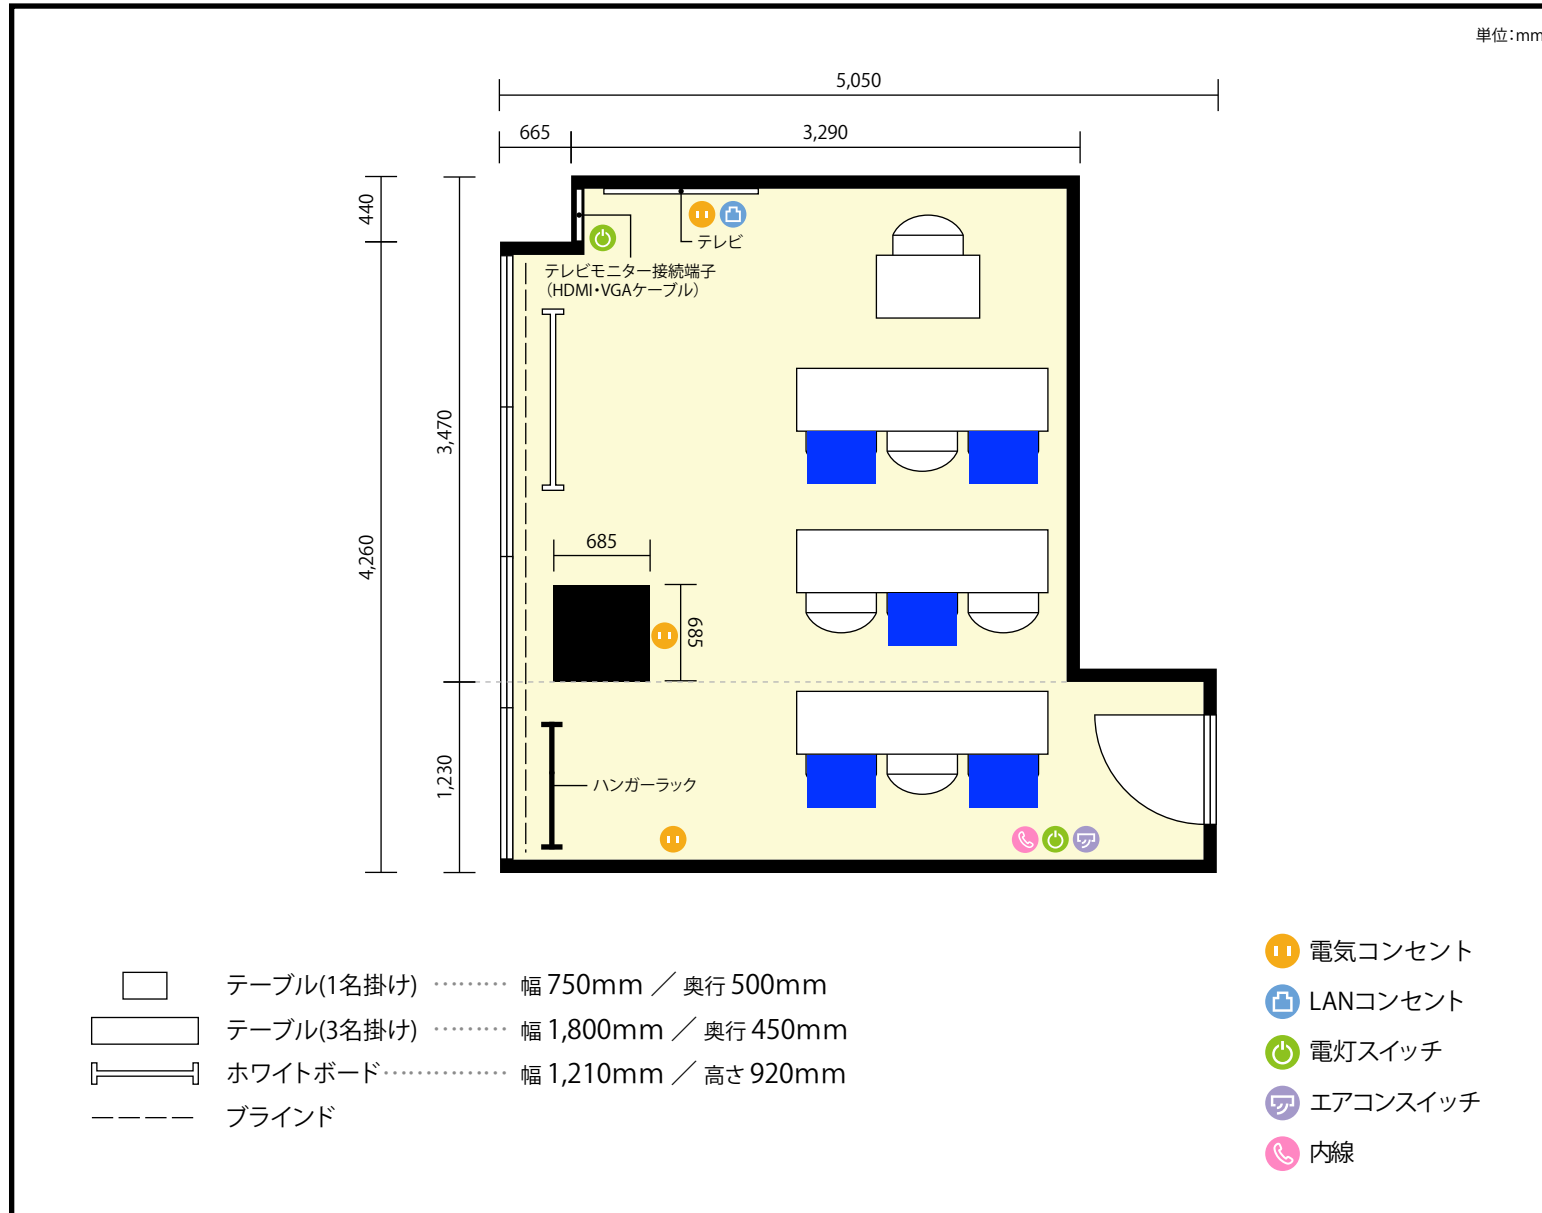 単位：mm
5,050
665
3,290
440
テレビ
テレビモニター接続端子
（HDMI・VGAケーブル）
3,470
4,260
685
685
1,230
ハンガーラック
テーブル(1名掛け) ……… 幅 750mm ／ 奥行 500mm
テーブル(3名掛け) ……… 幅 1,800mm ／ 奥行 450mm
ホワイトボード…………… 幅 1,210mm ／ 高さ 920mm
ブラインド
電気コンセント
LANコンセント
電灯スイッチ
エアコンスイッチ
内線